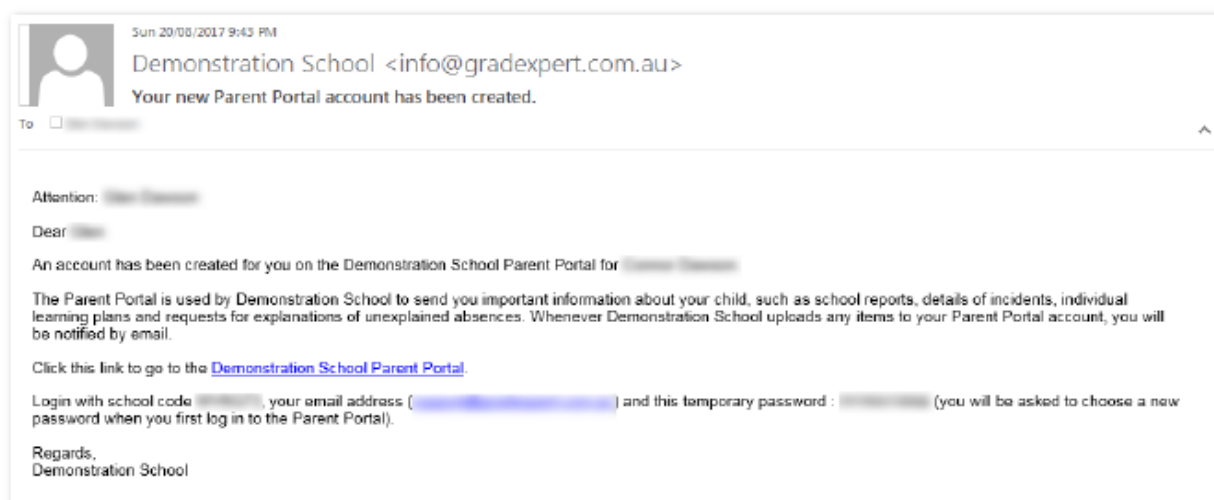 Sun 20/08/2017 9:43 PM
Demonstration School <info@gradexpert.com.au>
Your new Parent Portal account has been created.
To
Attention:
Dear
An account has been created for you on the Demonstration School Parent Portal for
The Parent Portal is used by Demonstration School to send you important information about your child, such as school reports, details of incidents, individual
learning plans and requests for explanations of unexplained absences. Whenever Demonstration School uploads any items to your Parent Portal account, you will
be notified by email.
Click this link to go to the Demonstration School Parent Portal.
Login with school code , your email address ( ) and this temporary password : (you will be asked to choose a new
password when you first log in to the Parent Portal).
Regards,
Demonstration School